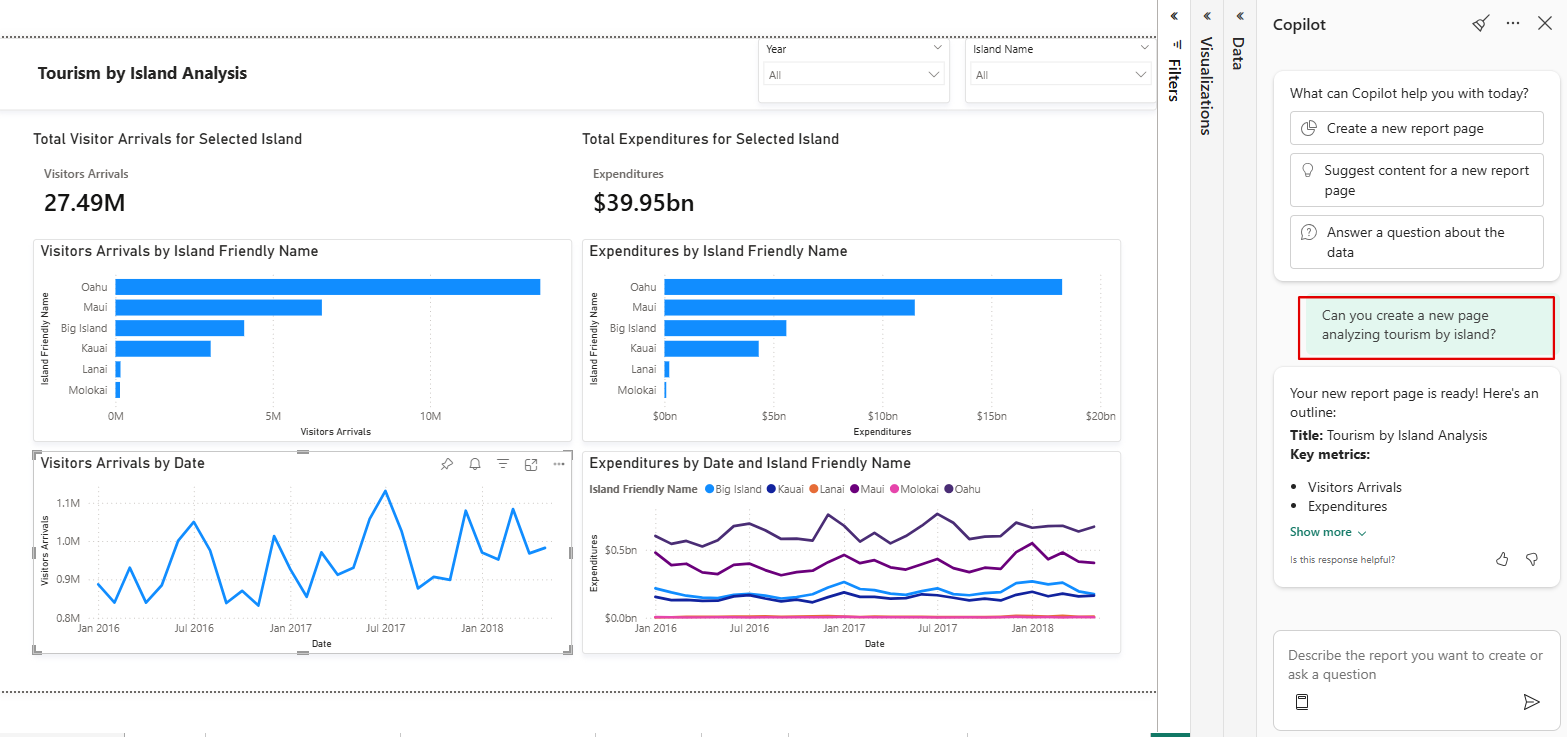 Tourism by Island Analysis
Year
All
Island Name
All
Total Visitor Arrivals for Selected Island
Visitors Arrivals
27.49M
Total Expenditures for Selected Island
Expenditures
$39.95bn
Visitors Arrivals by Island Friendly Name
Island Friendly Name
Oahu
Maui
Big Island
Kauai
Lanai
Molokai
0M 5M 10M
Visitors Arrivals
Expenditures by Island Friendly Name
Island Friendly Name
Oahu
Maui
Big Island
Kauai
Lanai
Molokai
$0bn $5bn $10bn $15bn $20bn
Expenditures
Visitors Arrivals by Date
Visitors Arrivals
1.1M
1.0M
0.9M
0.8M
Jan 2016 Jul 2016 Jan 2017 Jul 2017 Jan 2018
Date
Expenditures by Date and Island Friendly Name
Island Friendly Name Big Island Kauai Lanai Maui Molokai Oahu
Expenditures
$0.5bn
$0.0bn
Jan 2016 Jul 2016 Jan 2017 Jul 2017 Jan 2018
Date
Filters
Visualizations
Data
Copilot
What can Copilot help you with today?
Create a new report page
Suggest content for a new report
page
Answer a question about the
data
Can you create a new page
analyzing tourism by island?
Your new report page is ready! Here's an
outline:
Title: Tourism by Island Analysis
Key metrics:
• Visitors Arrivals
• Expenditures
Show more
Is this response helpful?
Describe the report you want to create or
ask a question